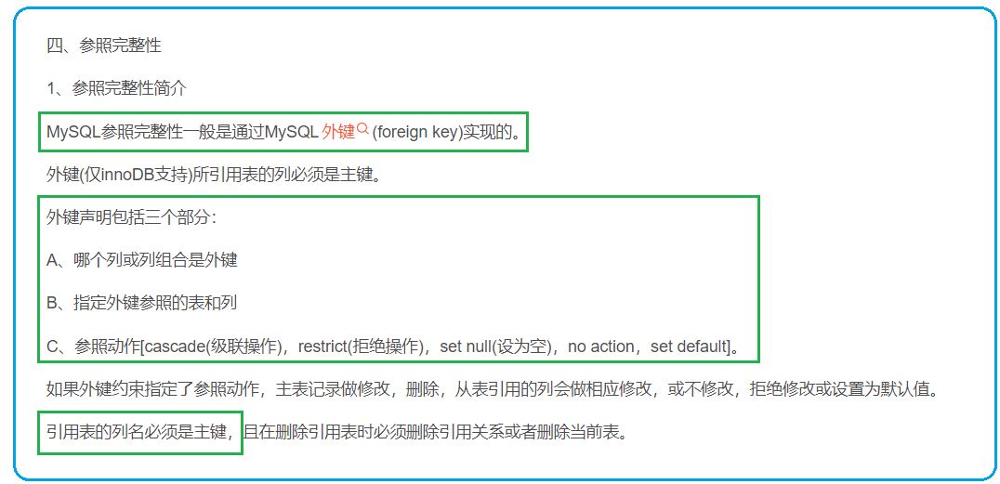 四、参照完整性
1、参照完整性简介
MySQL参照完整性一般是通过MySQL 外键(foreign key)实现的。
外键(仅innoDB支持)所引用表的列必须是主键。
外键声明包括三个部分：
A、哪个列或列组合是外键
B、指定外键参照的表和列
C、参照动作[cascade(级联操作)，restrict(拒绝操作)，set null(设为空)，no action，set default]。
如果外键约束指定了参照动作，主表记录做修改，删除，从表引用的列会做相应修改，或不修改，拒绝修改或设置为默认值。
引用表的列名必须是主键，且在删除引用表时必须删除引用关系或者删除当前表。